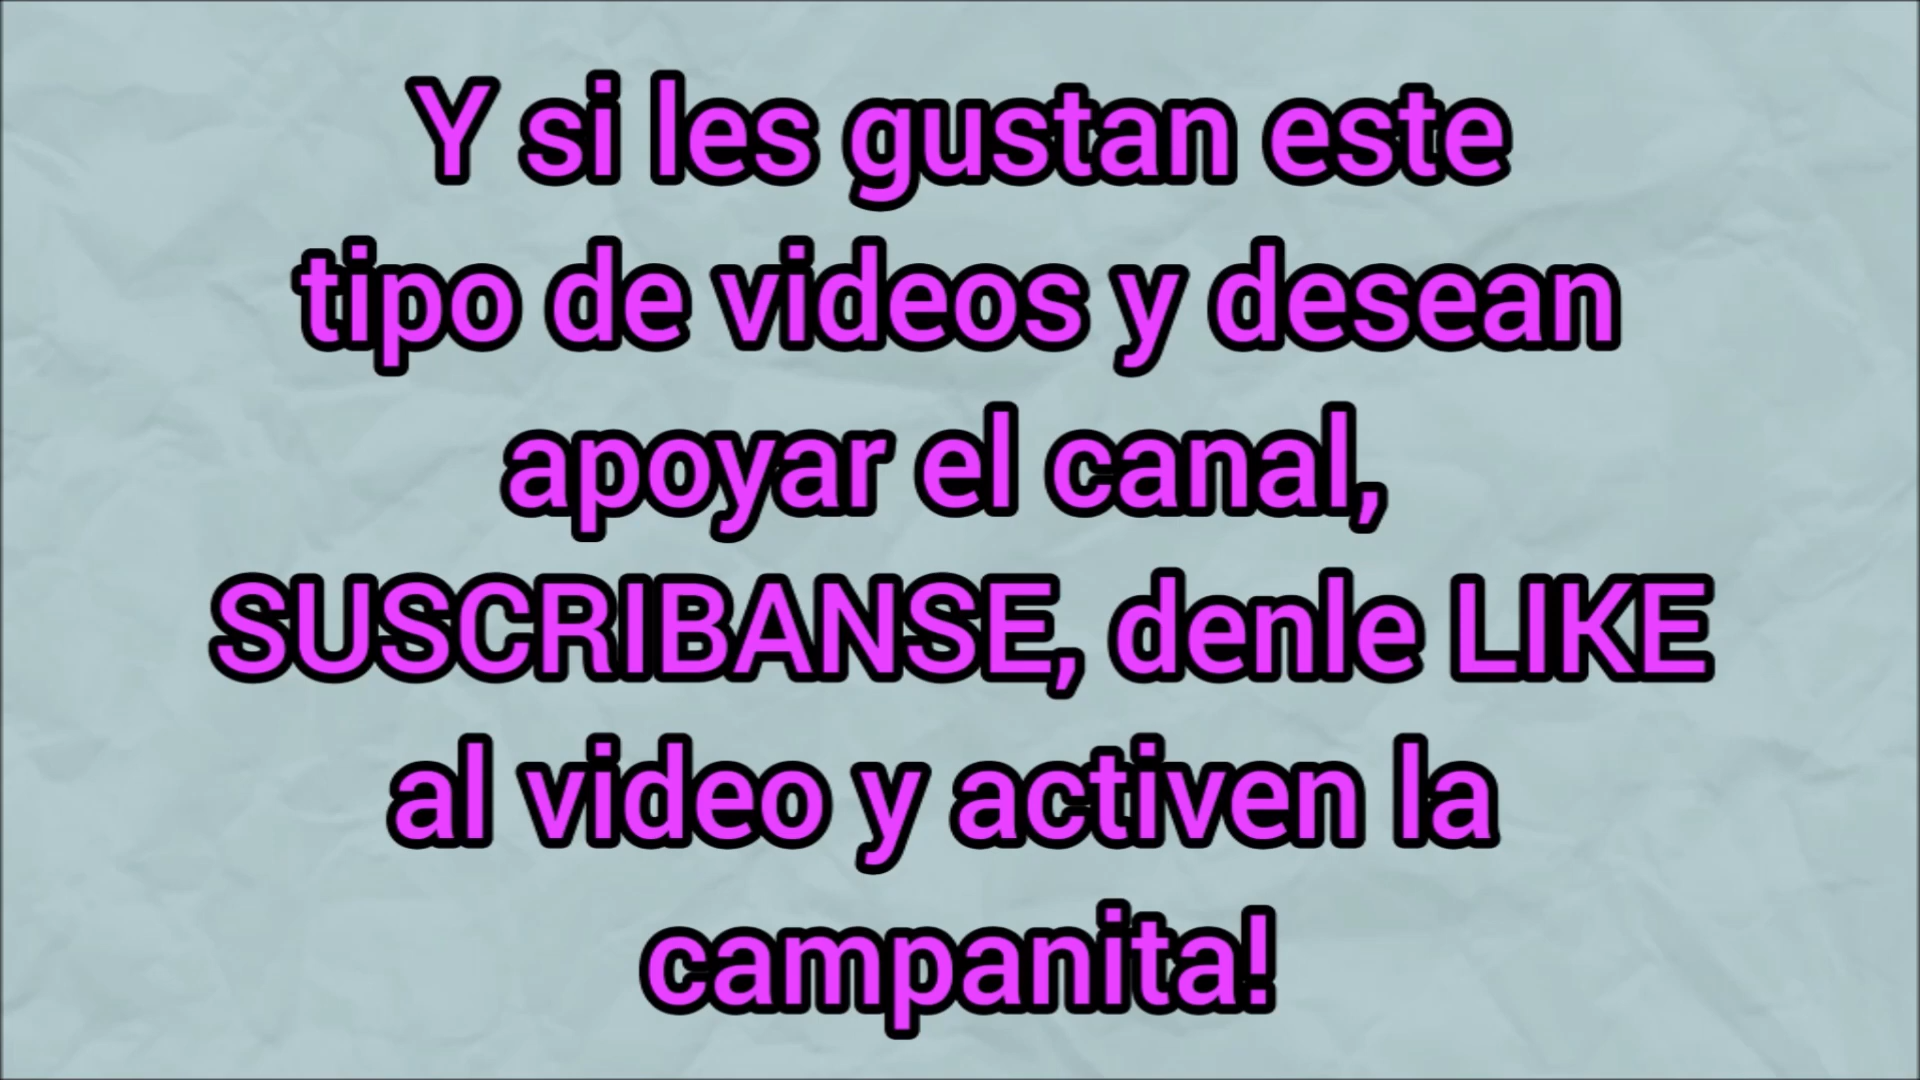 Y si les gustan este
tipo de videos y desean
apoyar el canal,
SUSCRIBANSE, denle LIKE
al video y activen la
campanita!